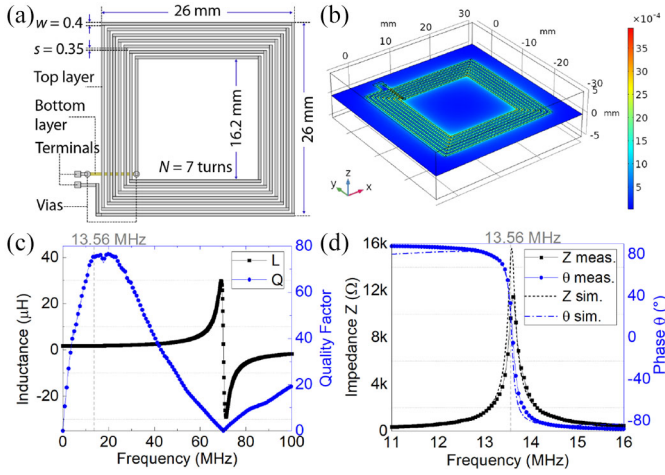 (a)
26 mm
w = 0.4
s = 0.35
Top layer
Bottom
layer
Terminals
Vias
16.2 mm
26 mm
N = 7 turns
(b)
mm
0
10
20
30
0
-10
-20
-30
mm
5
0
mm
-5
z
y
x
×10⁻⁴
35
30
25
20
15
10
5
(c)
13.56 MHz
L
Q
Inductance (µH)
40
20
0
-20
Quality Factor
80
60
40
20
0
0 20 40 60 80 100
Frequency (MHz)
(d)
13.56 MHz
Z meas.
θ meas.
Z sim.
θ sim.
Impedance Z (Ω)
16k
12k
8k
4k
0
Phase θ (°)
80
40
0
-40
-80
11 12 13 14 15 16
Frequency (MHz)